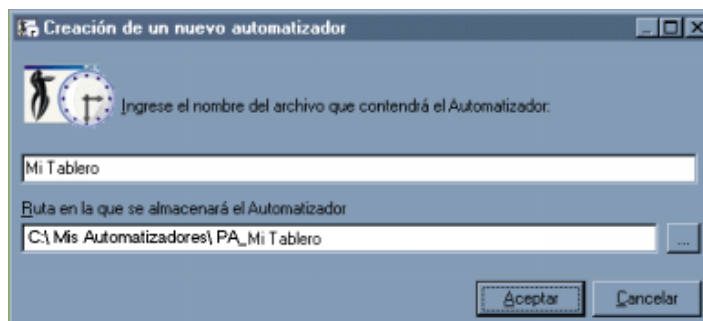 Creación de un nuevo automatizador
Ingrese el nombre del archivo que contendrá el Automatizador:
Mi Tablero
Ruta en la que se almacenará el Automatizador
C:\ Mis Automatizadores\ PA_Mi Tablero
...
Aceptar Cancelar